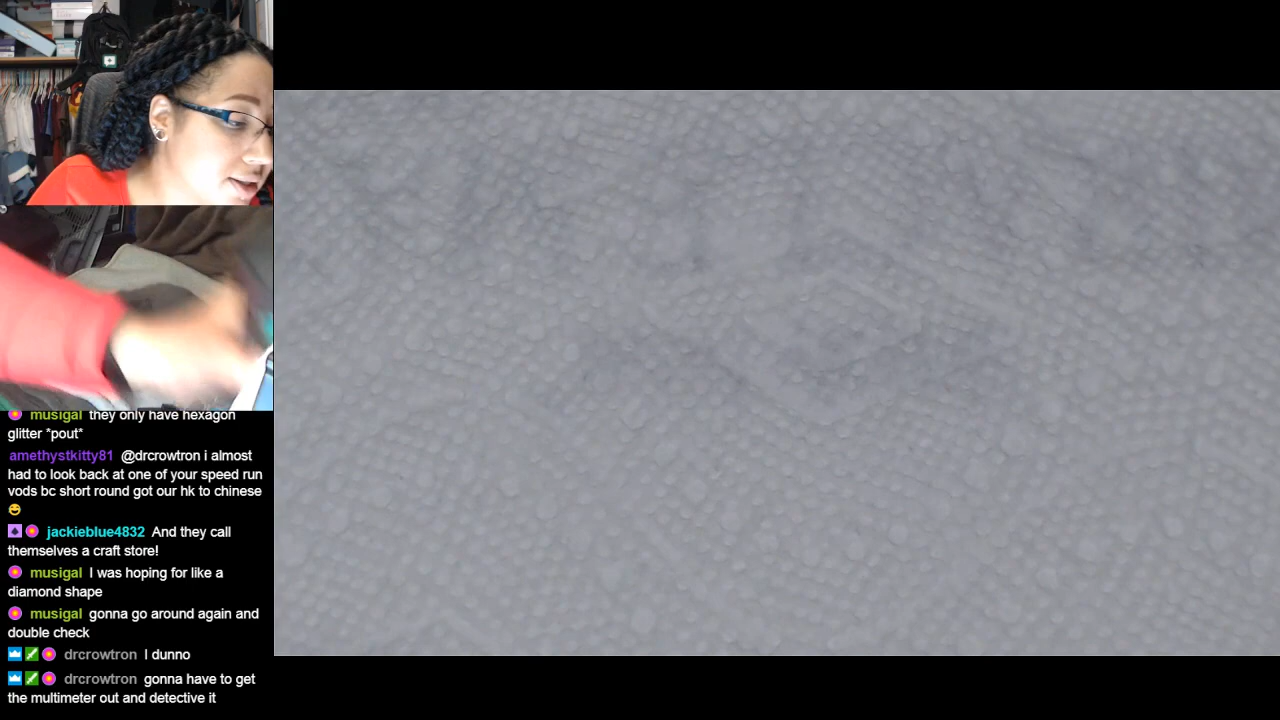 musigal they only have hexagon
glitter *pout*
amethystkitty81 @drcrowtron i almost
had to look back at one of your speed run
vods bc short round got our hk to chinese
😄
jackieblue4832 And they call
themselves a craft store!
musigal I was hoping for like a
diamond shape
musigal gonna go around again and
double check
drcrowtron I dunno
drcrowtron gonna have to get
the multimeter out and detective it